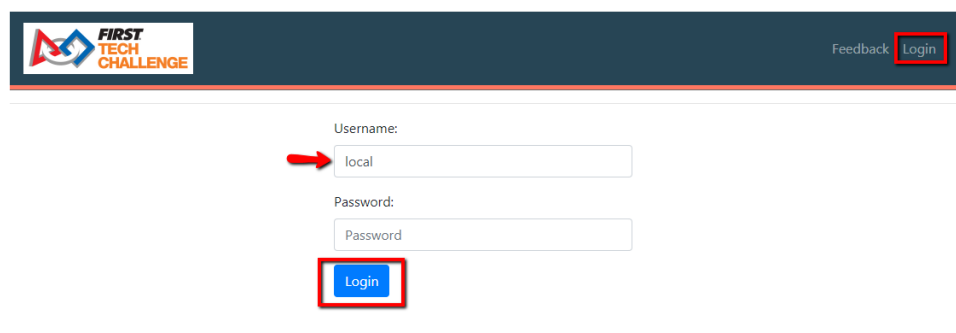 FIRST
TECH
CHALLENGE
Feedback Login
Username:
local
Password:
Password
Login